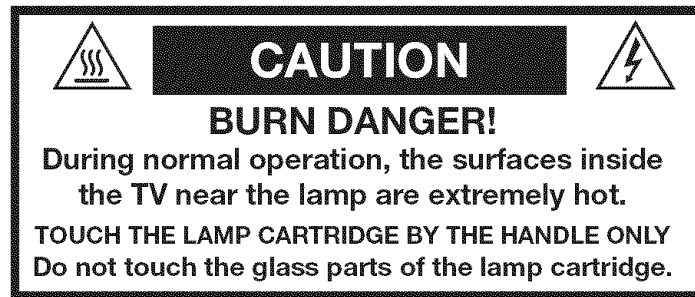 CAUTION
BURN DANGER!
During normal operation, the surfaces inside
the TV near the lamp are extremely hot.
TOUCH THE LAMP CARTRIDGE BY THE HANDLE ONLY
Do not touch the glass parts of the lamp cartridge.